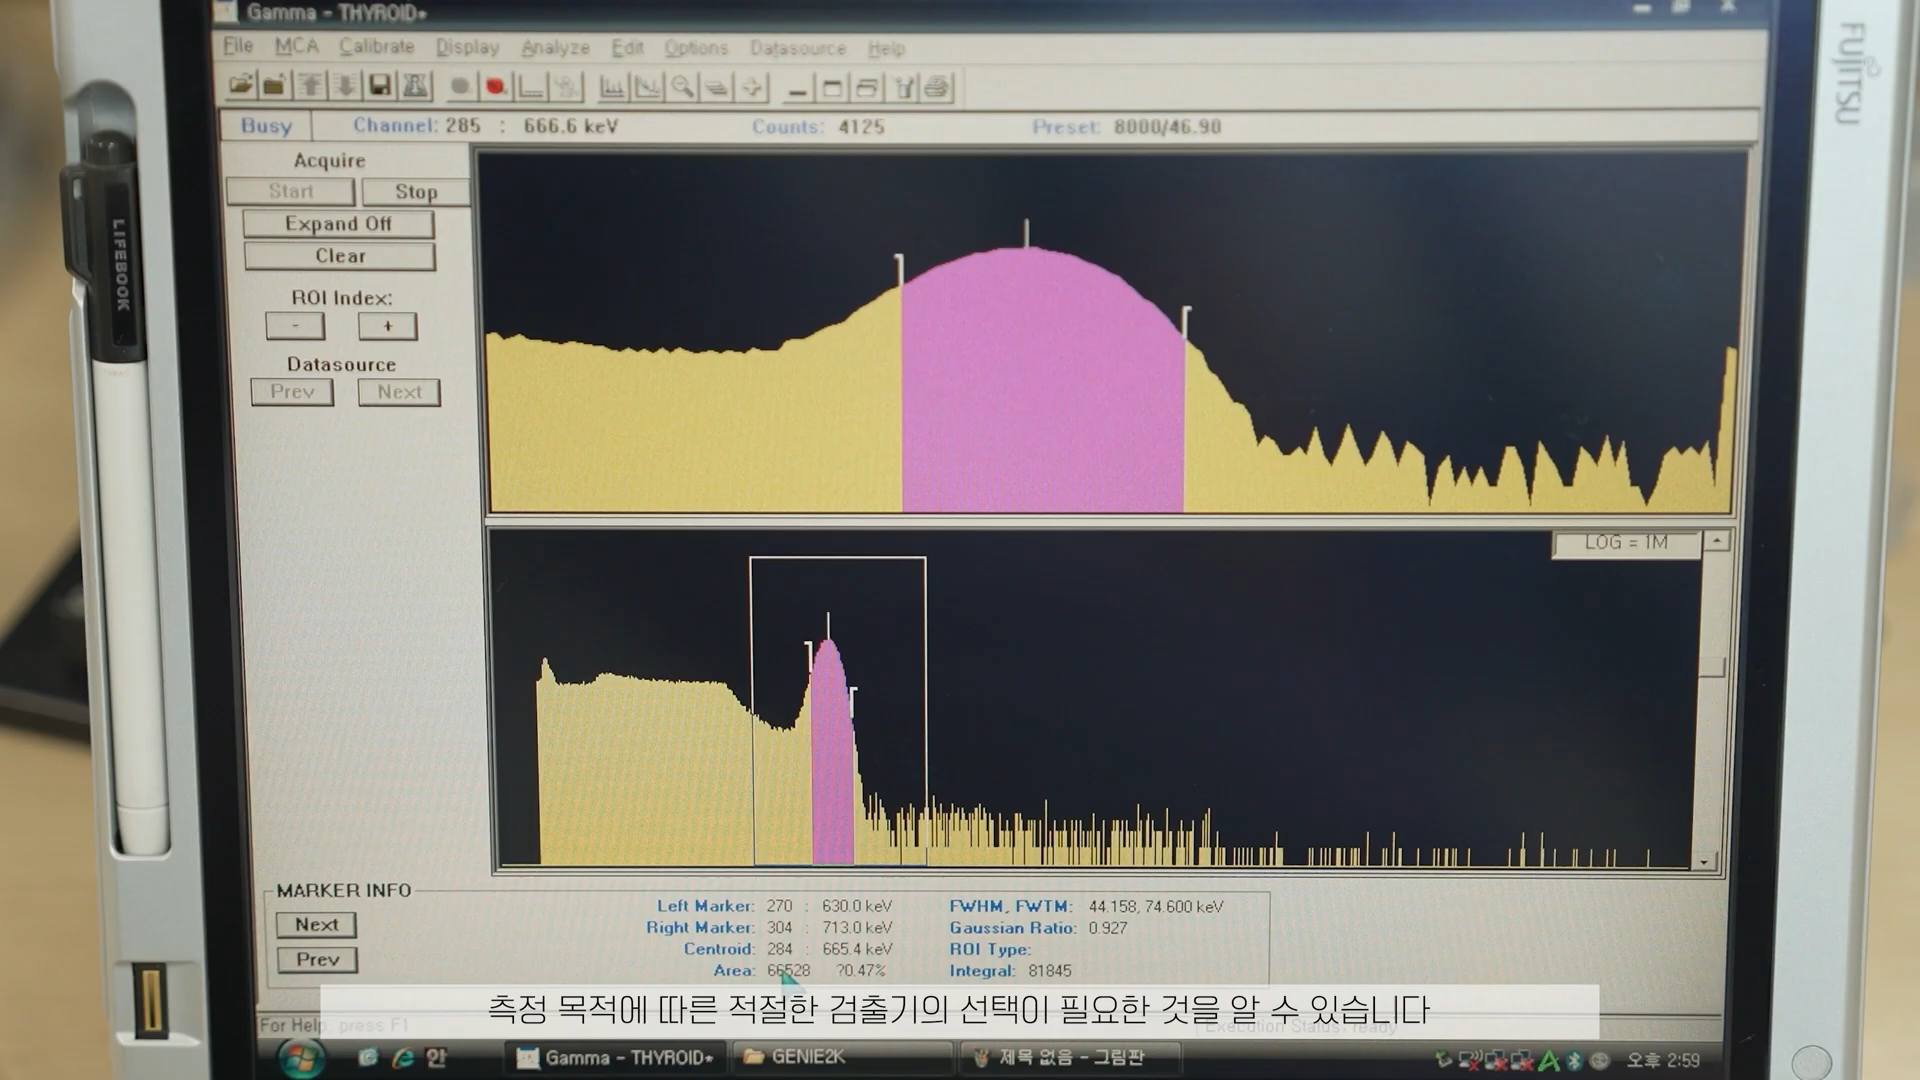 Gamma - THYROID*
File MCA Calibrate Display Analyze Edit Options Datasource Help
Busy Channel: 285 : 666.6 keV Counts: 4125 Preset: 8000/46.90
Acquire
Start Stop
Expand Off
Clear
ROI Index:
- +
Datasource
Prev Next
LOG = 1M
MARKER INFO
Next
Prev
Left Marker: 270 : 630.0 keV
Right Marker: 304 : 713.0 keV
Centroid: 284 : 665.4 keV
Area: 66528 ?0.47%
FWHM, FWTM: 44.158, 74.600 keV
Gaussian Ratio: 0.927
ROI Type:
Integral: 81845
측정 목적에 따른 적절한 검출기의 선택이 필요한 것을 알 수 있습니다
For Help, press F1
Execution Status: ready
Gamma - THYROID*
GENIE2K
제목 없음 - 그림판
오후 2:59
LIFEBOOK
FUJITSU